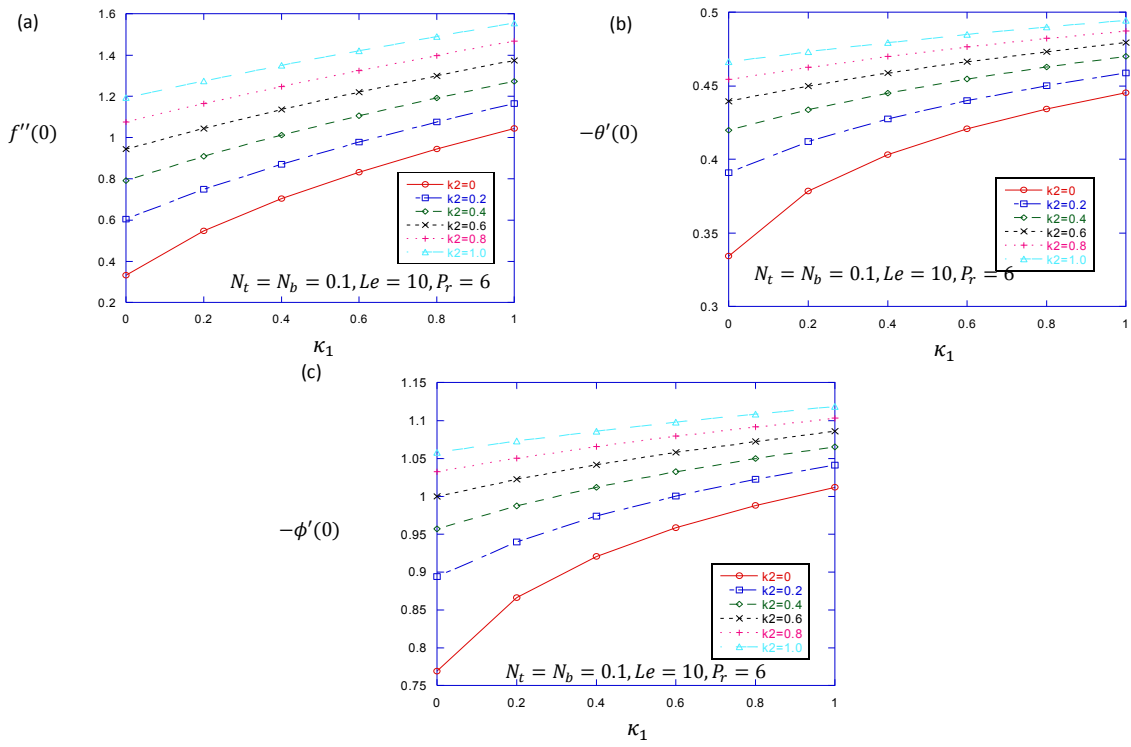 (a)
1.6
1.4
1.2
1
0.8
0.6
0.4
0.2
f''(0)
k2=0
k2=0.2
k2=0.4
k2=0.6
k2=0.8
k2=1.0
N_t = N_b = 0.1, Le = 10, P_r = 6
0 0.2 0.4 0.6 0.8 1
κ_1
(b)
0.5
0.45
0.4
0.35
0.3
−θ'(0)
k2=0
k2=0.2
k2=0.4
k2=0.6
k2=0.8
k2=1.0
N_t = N_b = 0.1, Le = 10, P_r = 6
0 0.2 0.4 0.6 0.8 1
κ_1
(c)
1.15
1.1
1.05
1
0.95
0.9
0.85
0.8
0.75
−ϕ'(0)
k2=0
k2=0.2
k2=0.4
k2=0.6
k2=0.8
k2=1.0
N_t = N_b = 0.1, Le = 10, P_r = 6
0 0.2 0.4 0.6 0.8 1
κ_1